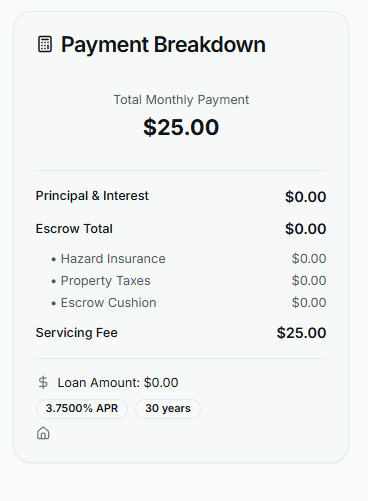 Payment Breakdown
Total Monthly Payment
$25.00
Principal & Interest $0.00
Escrow Total $0.00
• Hazard Insurance $0.00
• Property Taxes $0.00
• Escrow Cushion $0.00
Servicing Fee $25.00
$ Loan Amount: $0.00
3.7500% APR 30 years